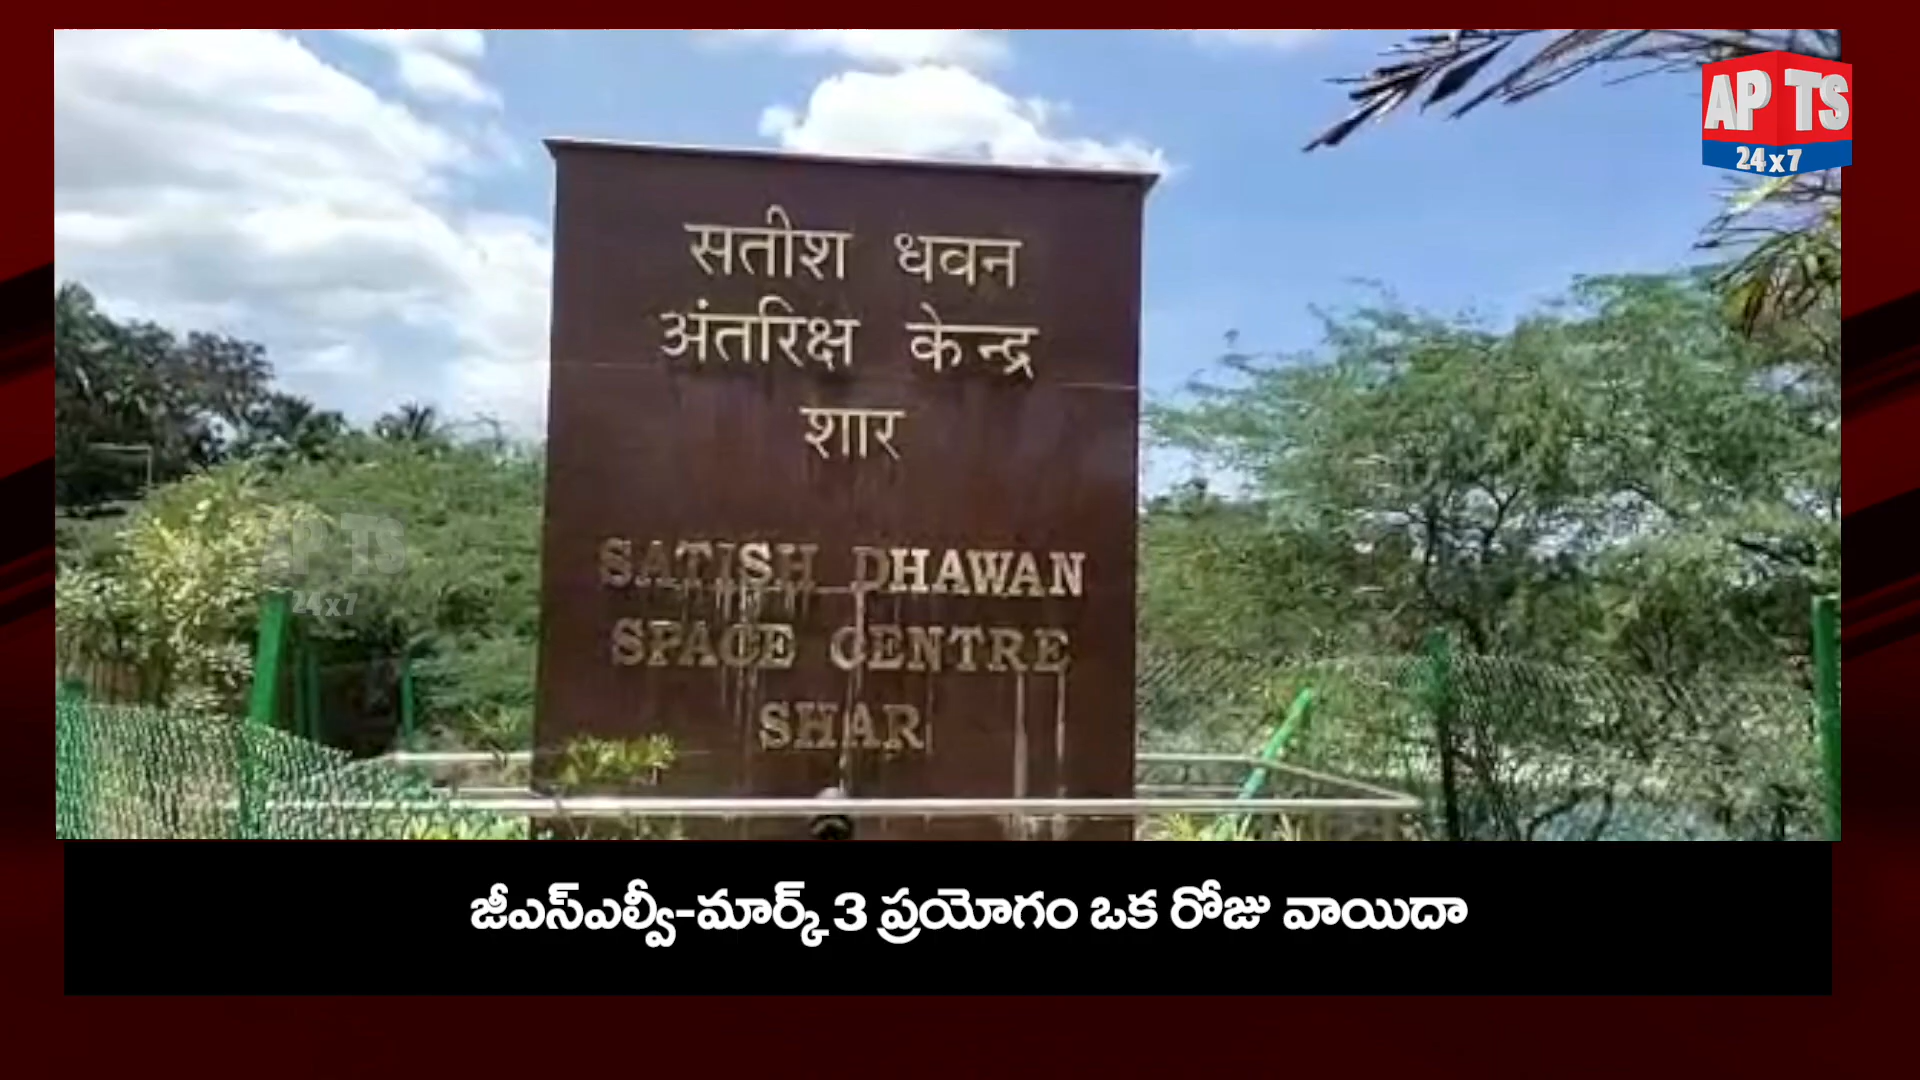 AP TS
24x7
सतीश धवन
अंतरिक्ष केन्द्र
शार
SATISH DHAWAN
SPACE CENTRE
SHAR
AP TS
24x7
జీఎస్ఎల్వీ-మార్క్ 3 ప్రయోగం ఒక రోజు వాయిదా